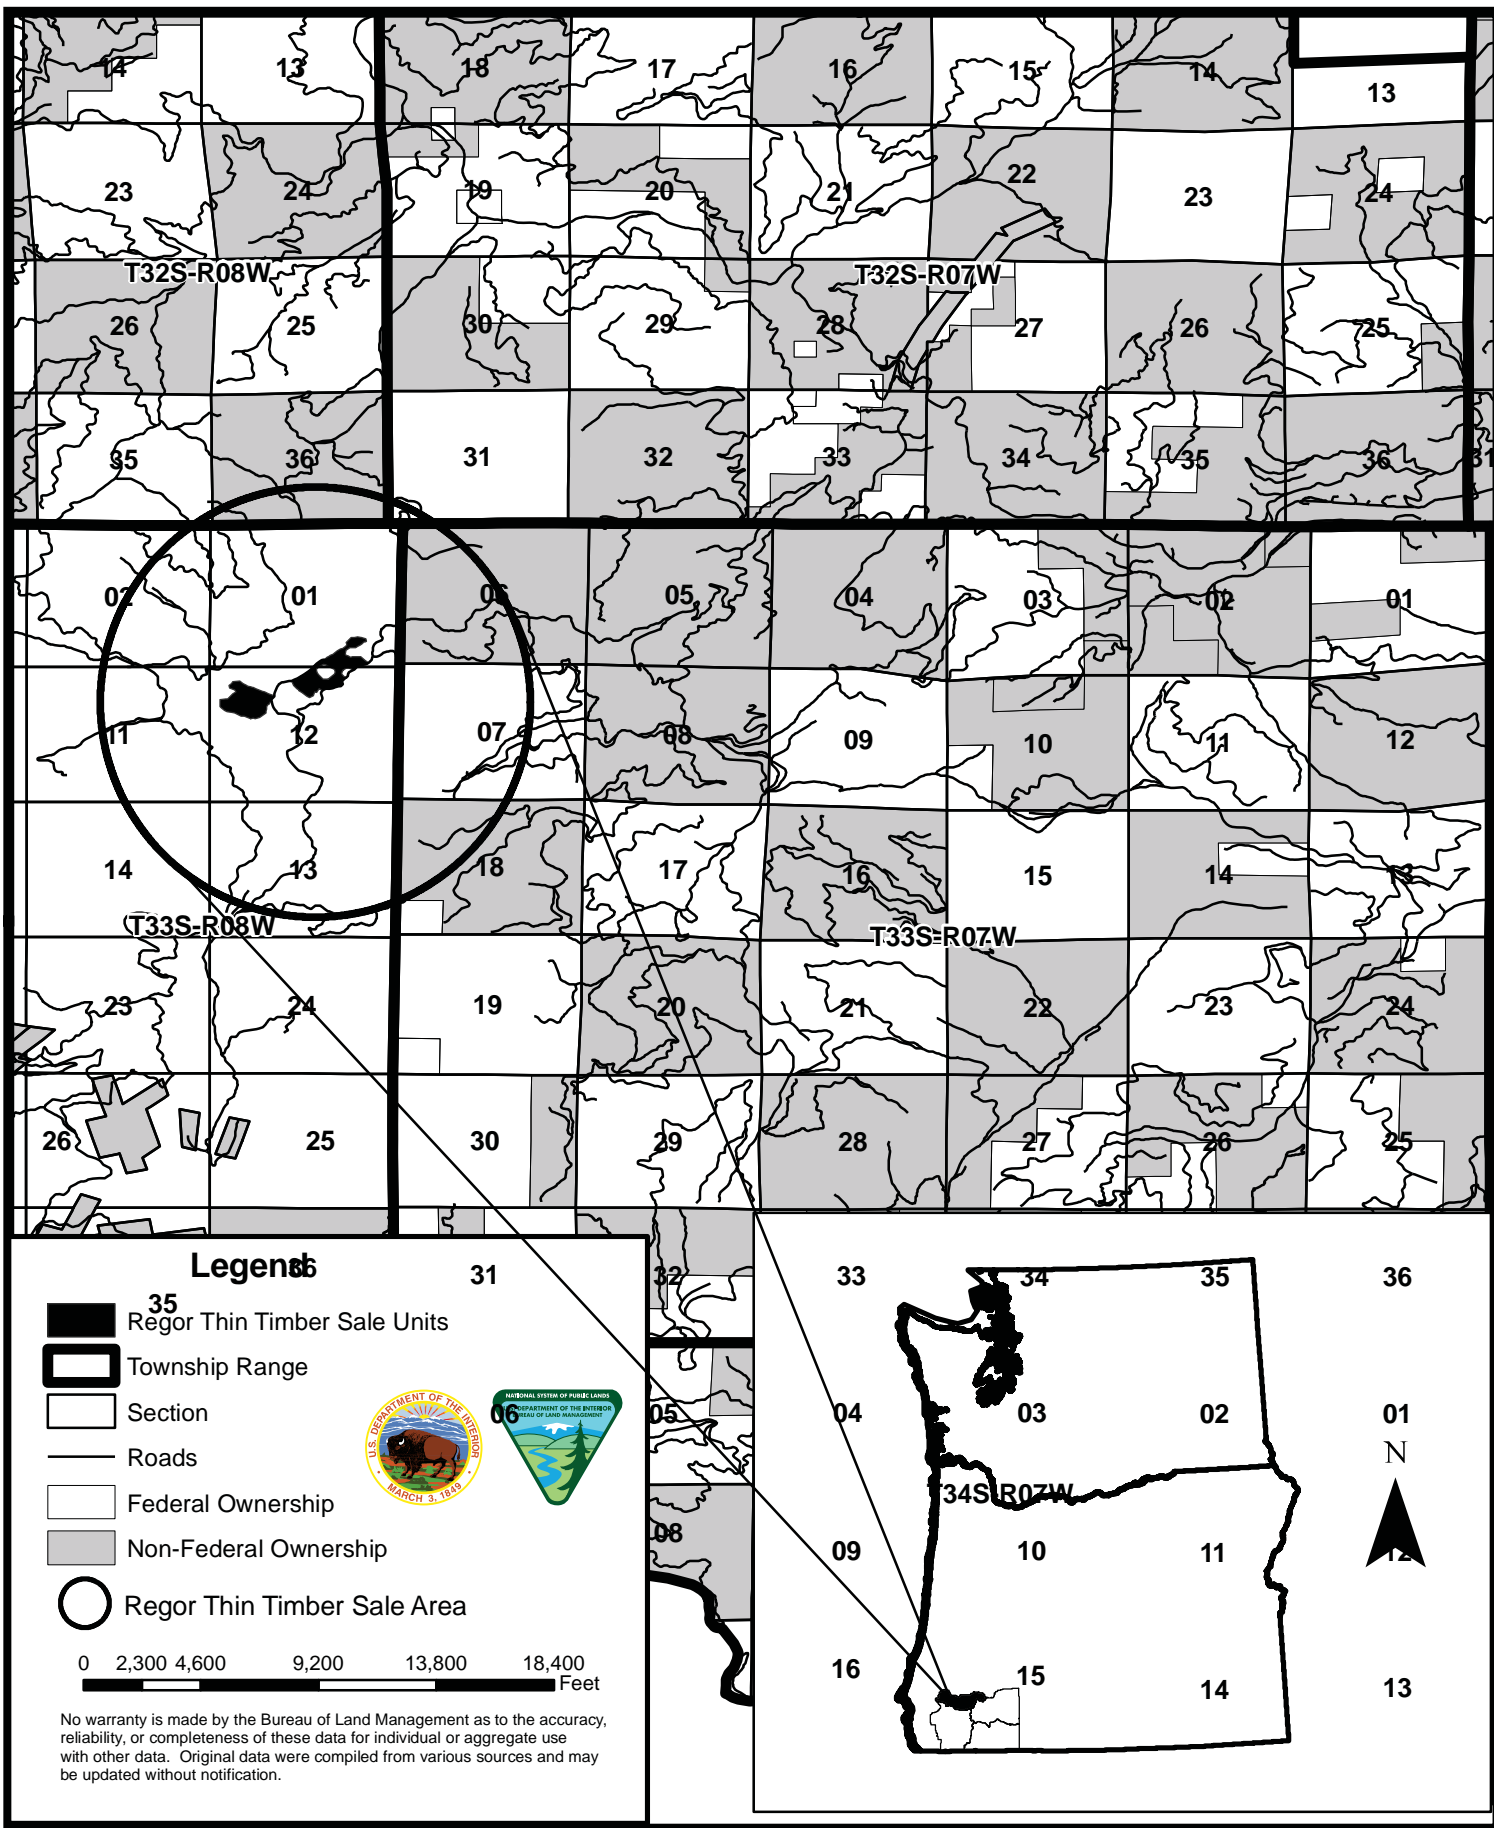 14 13 18 17 16 15 14 13
23 24 19 20 21 22 23 24
T32S-R08W T32S-R07W
26 25 30 29 28 27 26 25
35 36 31 32 33 34 35 36 31
02 01 06 05 04 03 02 01
11 12 07 08 09 10 11 12
14 13 18 17 16 15 14 13
T33S-R08W T33S-R07W
23 24 19 20 21 22 23 24
26 25 30 29 28 27 26 25
Legend
36 31 32 33 34 35 36
35
Regor Thin Timber Sale Units
Township Range
Section
Roads
Federal Ownership
Non-Federal Ownership
Regor Thin Timber Sale Area
U.S. DEPARTMENT OF THE INTERIOR
MARCH 3, 1849
NATIONAL SYSTEM OF PUBLIC LANDS
DEPARTMENT OF THE INTERIOR
BUREAU OF LAND MANAGEMENT
06 05 04 03 02 01
N
T34S-R07W
08 09 10 11 12
16 15 14 13
0 2,300 4,600 9,200 13,800 18,400
Feet
No warranty is made by the Bureau of Land Management as to the accuracy,
reliability, or completeness of these data for individual or aggregate use
with other data. Original data were compiled from various sources and may
be updated without notification.